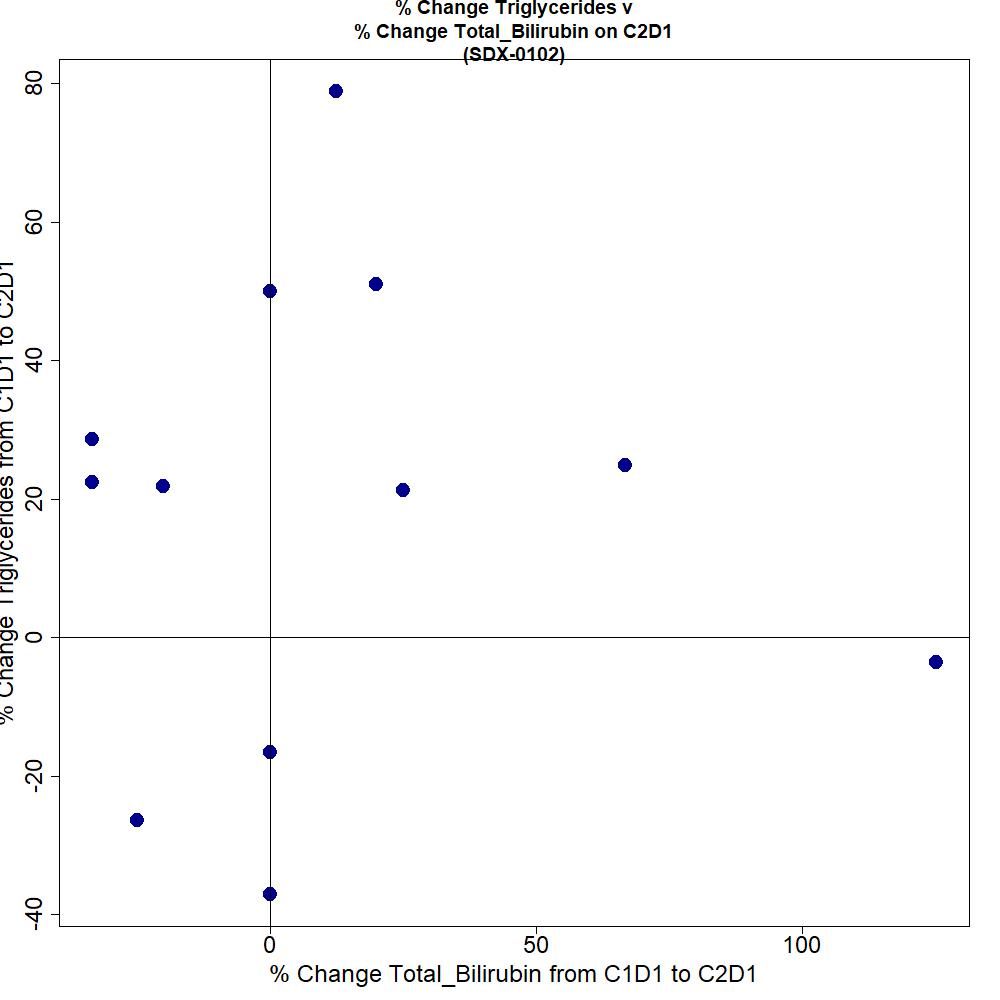 % Change Triglycerides v
% Change Total_Bilirubin on C2D1
(SDX-0102)
% Change Triglycerides from C1D1 to C2D1
80
60
40
20
0
-20
-40
0 50 100
% Change Total_Bilirubin from C1D1 to C2D1